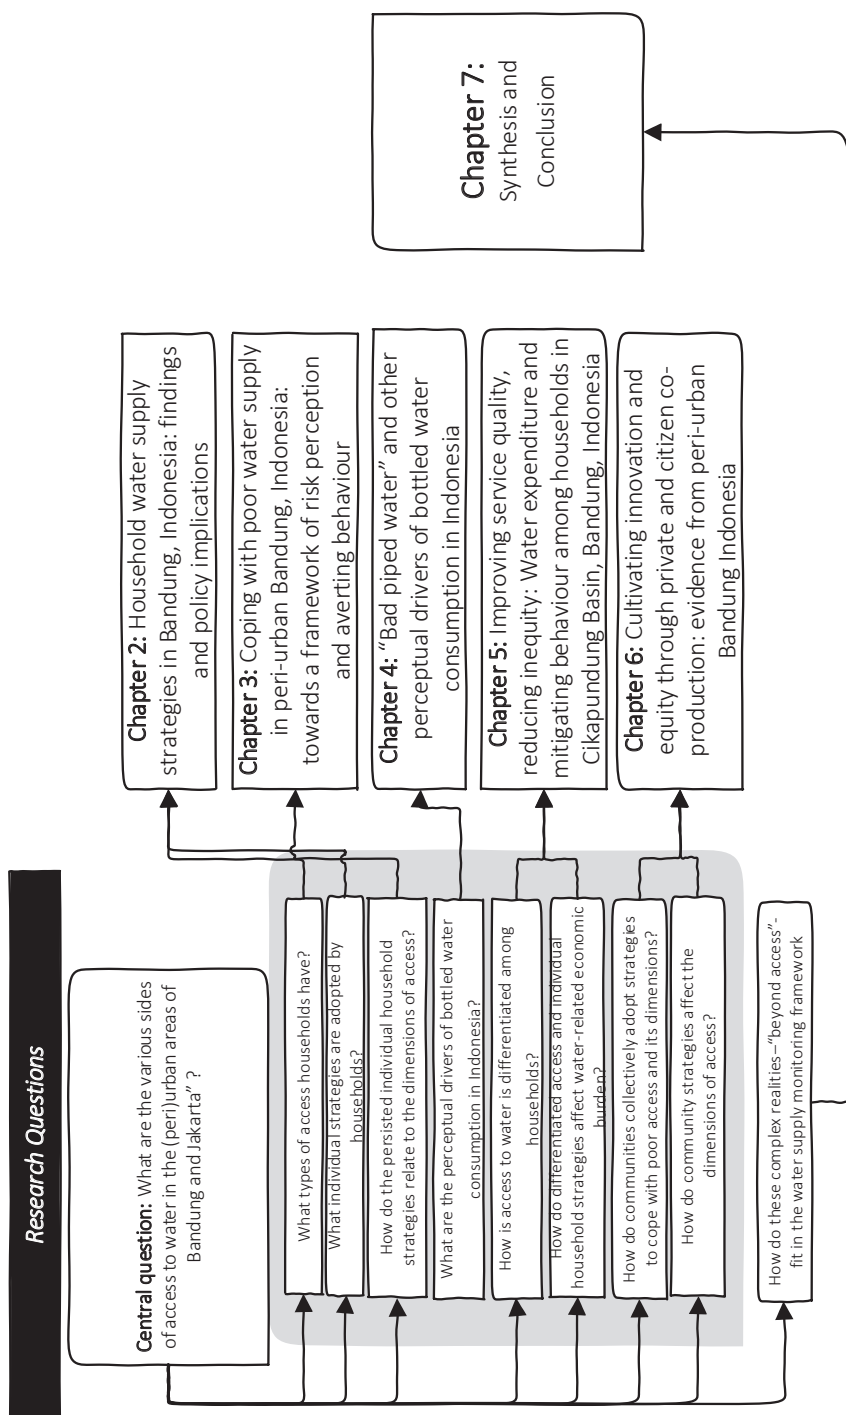 Research Questions
Central question: What are the various sides
of access to water in the (peri)urban areas of
Bandung and Jakarta” ?
What types of access households have?
What individual strategies are adopted by
households?
How do the persisted individual household
strategies relate to the dimensions of access?
What are the perceptual drivers of bottled water
consumption in Indonesia?
How is access to water is differentiated among
households?
How do differentiated access and individual
household strategies affect water-related economic
burden?
How do communities collectively adopt strategies
to cope with poor access and its dimensions?
How do community strategies affect the
dimensions of access?
How do these complex realities–“beyond access”-
fit in the water supply monitoring framework
Chapter 2: Household water supply
strategies in Bandung, Indonesia: findings
and policy implications
Chapter 3: Coping with poor water supply
in peri-urban Bandung, Indonesia:
towards a framework of risk perception
and averting behaviour
Chapter 4: “Bad piped water” and other
perceptual drivers of bottled water
consumption in Indonesia
Chapter 5: Improving service quality,
reducing inequity: Water expenditure and
mitigating behaviour among households in
Cikapundung Basin, Bandung, Indonesia
Chapter 6: Cultivating innovation and
equity through private and citizen co-
production: evidence from peri-urban
Bandung Indonesia
Chapter 7:
Synthesis and
Conclusion